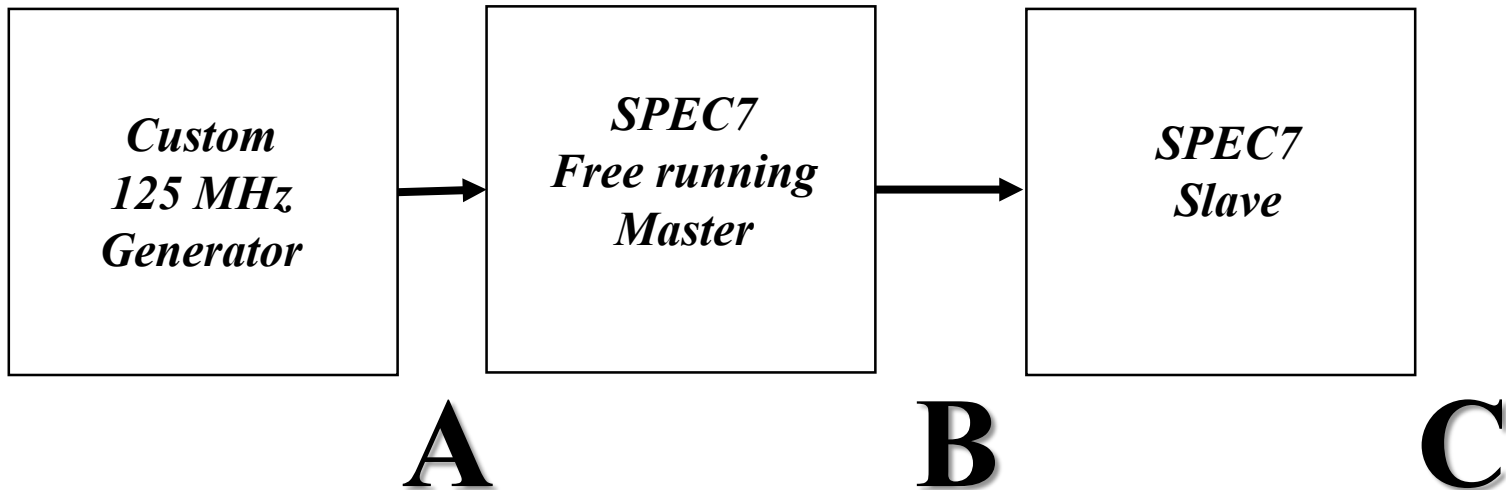 Custom
125 MHz
Generator
SPEC7
Free running
Master
SPEC7
Slave
A
B
C